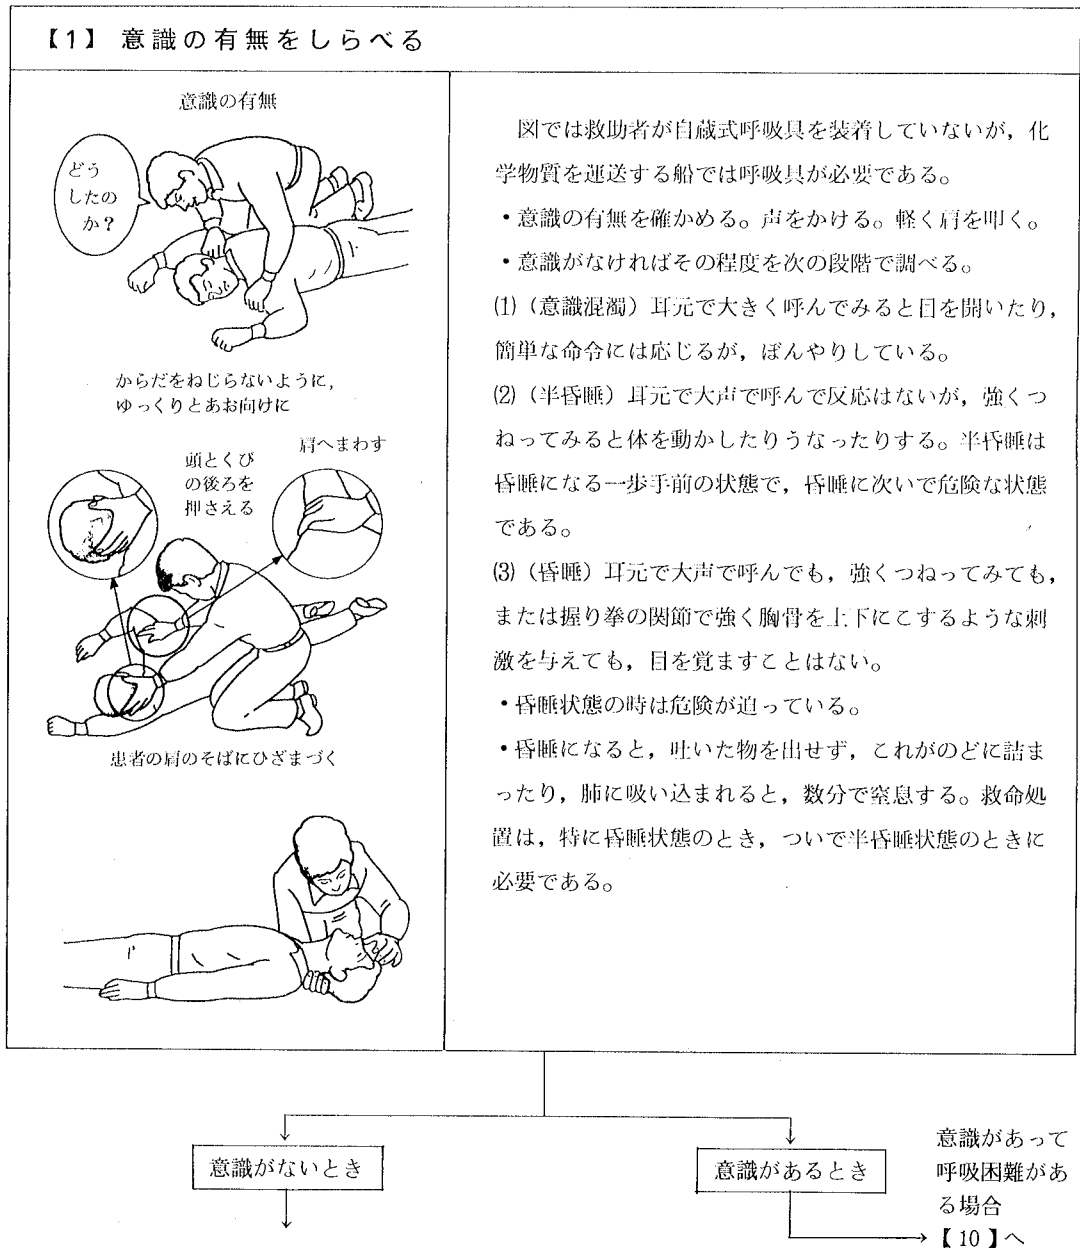 【1】 意識の有無をしらべる
意識の有無
どう
したの
か?
からだをねじらないように,
ゆっくりとあお向けに
頭とくび
の後ろを
押さえる
肩へまわす
患者の肩のそばにひざまづく
図では救助者が自蔵式呼吸具を装着していないが,化
学物質を運送する船では呼吸具が必要である。
・意識の有無を確かめる。声をかける。軽く肩を叩く。
・意識がなければその程度を次の段階で調べる。
⑴(意識混濁)耳元で大きく呼んでみると目を開いたり,
簡単な命令には応じるが,ぼんやりしている。
⑵(半昏睡)耳元で大声で呼んで反応はないが,強くつ
ねってみると体を動かしたりうなったりする。半昏睡は
昏睡になる一歩手前の状態で,昏睡に次いで危険な状態
である。
⑶(昏睡)耳元で大声で呼んでも,強くつねってみても,
または握り拳の関節で強く胸骨を上下にこするような刺
激を与えても,目を覚ますことはない。
・昏睡状態の時は危険が迫っている。
・昏睡になると,吐いた物を出せず,これがのどに詰ま
ったり,肺に吸い込まれると,数分で窒息する。救命処
置は,特に昏睡状態のとき,ついで半昏睡状態のときに
必要である。
意識がないとき
意識があるとき
意識があって
呼吸困難があ
る場合
【10】へ